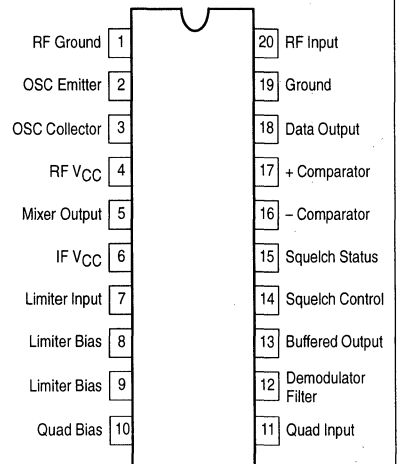 RF Ground 1
20 RF Input
OSC Emitter 2
19 Ground
OSC Collector 3
18 Data Output
RF VCC 4
17 + Comparator
Mixer Output 5
16 – Comparator
IF VCC 6
15 Squelch Status
Limiter Input 7
14 Squelch Control
Limiter Bias 8
13 Buffered Output
Limiter Bias 9
12 Demodulator
Filter
Quad Bias 10
11 Quad Input